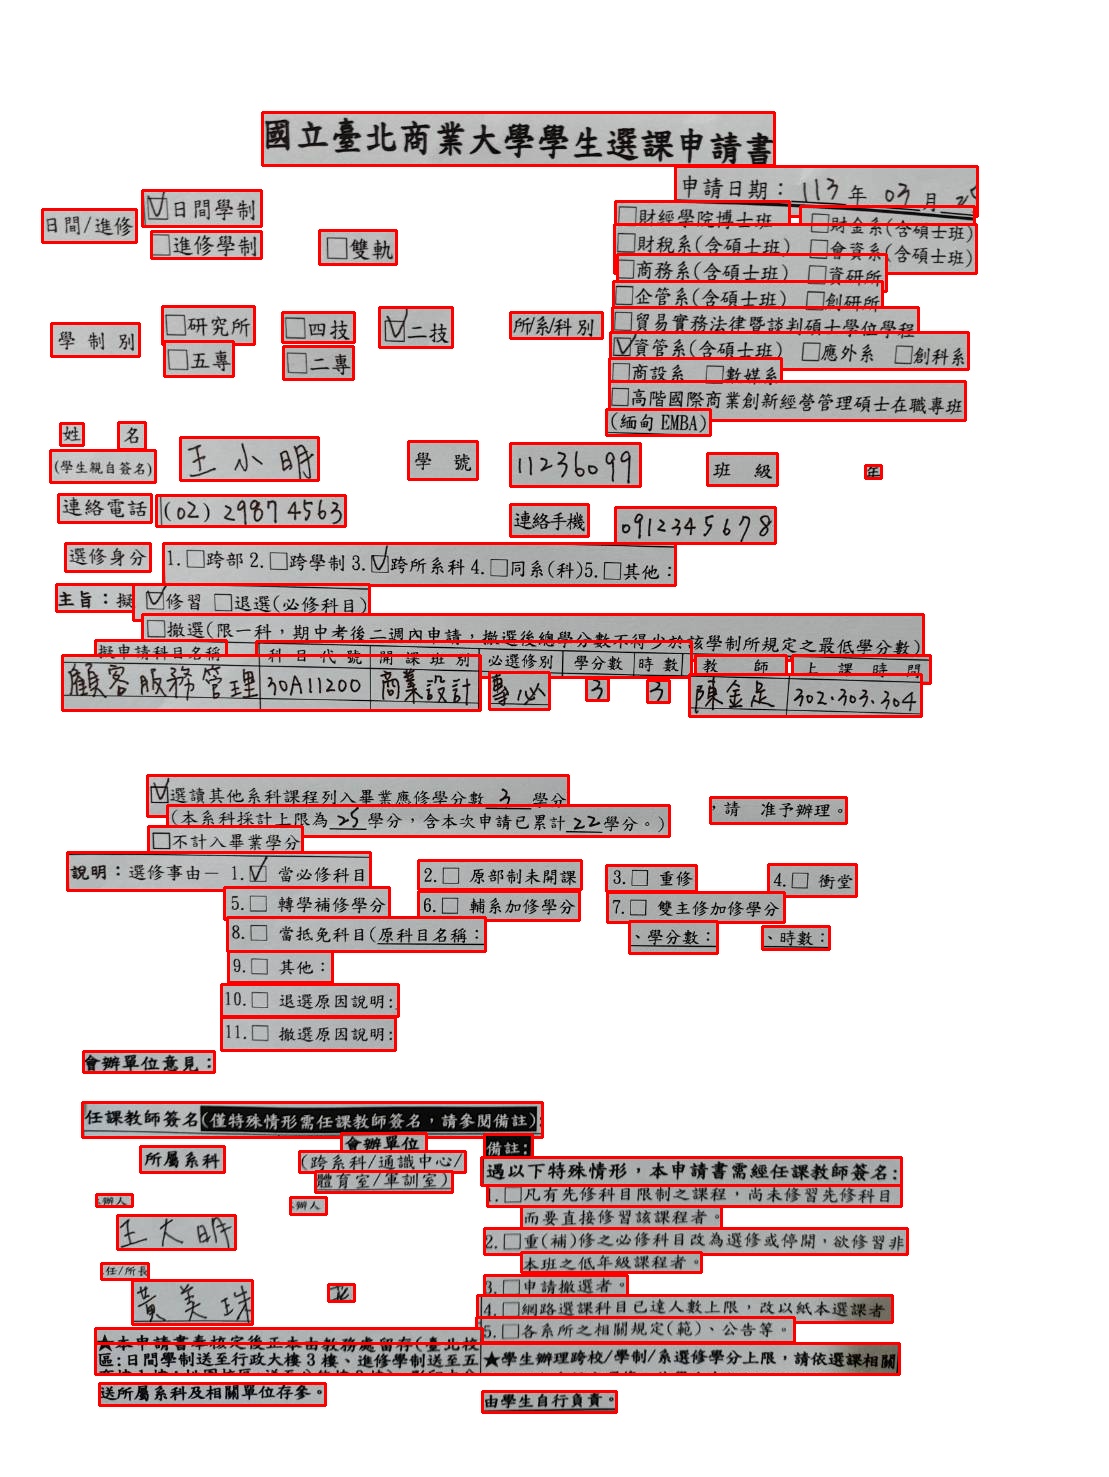 國立臺北商業大學學生選課申請書
申請日期：113年 03月
日間/進修 ☑日間學制
□進修學制 □雙軌
□財經學院博士班 □財金系(含碩士班)
□財稅系(含碩士班) □會資系(含碩士班)
□商務系(含碩士班) □資研所
□企管系(含碩士班) □創研所
學制別 □研究所 □四技 ☑二技 所/系/科別 □貿易實務法律暨談判碩士學位學程
□五專 □二專 ☑資管系(含碩士班) □應外系 □創科系
□商設系 □數媒系
□高階國際商業創新經營管理碩士在職專班
(緬甸 EMBA)
姓 名
(學生親自簽名) 王小明 學 號 11236099 班 級 年
連絡電話 (02) 2987 4563 連絡手機 0912345678
選修身分 1.□跨部 2.□跨學制 3.☑跨所系科 4.□同系(科)5.□其他：
主旨：擬 ☑修習 □退選(必修科目)
□撤選(限一科，期中考後二週內申請，撤選後總學分數不得少於該學制所規定之最低學分數)
擬申請科目名稱 科目代號 開課班別 必選修別 學分數 時數 教 師 上課時間
顧客服務管理 30A11200 商業設計 專必 3 3 陳金足 302.303.304
☑選讀其他系科課程列入畢業應修學分數 3 學分
(本系科採計上限為 25 學分，含本次申請已累計 22 學分。) ，請 准予辦理。
□不計入畢業學分
說明：選修事由－ 1.☑ 當必修科目 2.□ 原部制未開課 3.□ 重修 4.□ 衝堂
5.□ 轉學補修學分 6.□ 輔系加修學分 7.□ 雙主修加修學分
8.□ 當抵免科目(原科目名稱： 、學分數： 、時數：
9.□ 其他：
10.□ 退選原因說明:
11.□ 撤選原因說明:
會辦單位意見：
任課教師簽名(僅特殊情形需任課教師簽名，請參閱備註)：
所屬系科 會辦單位
(跨系科/通識中心/
體育室/軍訓室)
辦人 辦人
王大明
任/所長
黃美珠
備註:
遇以下特殊情形，本申請書需經任課教師簽名:
1.□凡有先修科目限制之課程，尚未修習先修科目
而要直接修習該課程者。
2.□重(補)修之必修科目改為選修或停開，欲修習非
本班之低年級課程者。
3.□申請撤選者。
4.□網路選課科目已達人數上限，改以紙本選課者
5.□各系所之相關規定(範)、公告等。
★本申請書奉核定後正本由教務處留存(臺北校
區:日間學制送至行政大樓 3 樓、進修學制送至五
送所屬系科及相關單位存參。
★學生辦理跨校/學制/系選修學分上限，請依選課相關
由學生自行負責。